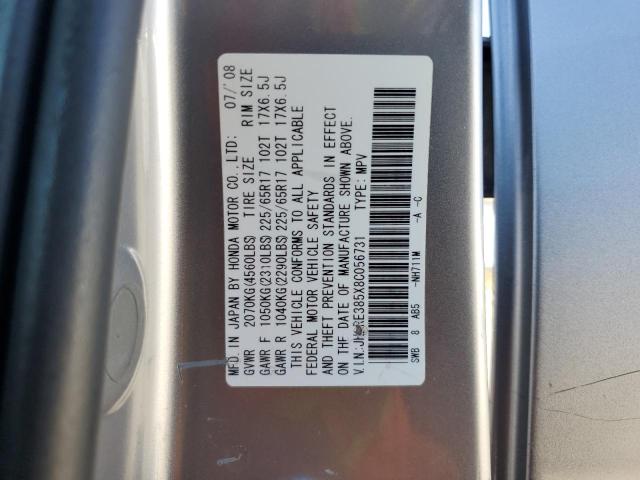 MFD. IN JAPAN BY HONDA MOTOR CO., LTD: 07/'08
GVWR 2070KG(4560LBS) TIRE SIZE RIM SIZE
GAWR F 1050KG(2310LBS) 225/65R17 102T 17X6.5J
GAWR R 1040KG(2290LBS) 225/65R17 102T 17X6.5J
THIS VEHICLE CONFORMS TO ALL APPLICABLE
FEDERAL MOTOR VEHICLE SAFETY
AND THEFT PREVENTION STANDARDS IN EFFECT
ON THE DATE OF MANUFACTURE SHOWN ABOVE.
V.I.N.: TYPE: MPV
SWB 8 AB5 -NH711M -A -C